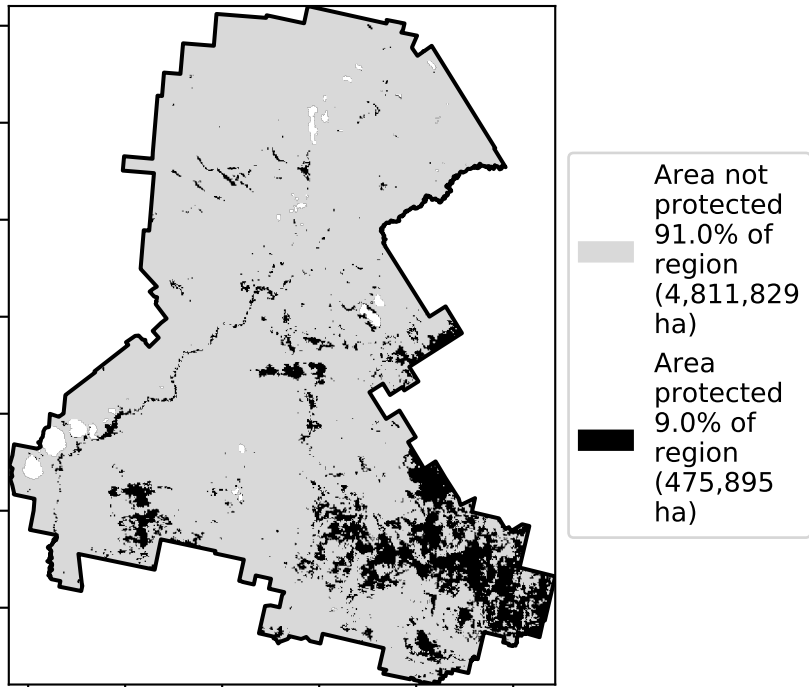 Area not
protected
91.0% of
region
(4,811,829
ha)
Area
protected
9.0% of
region
(475,895
ha)